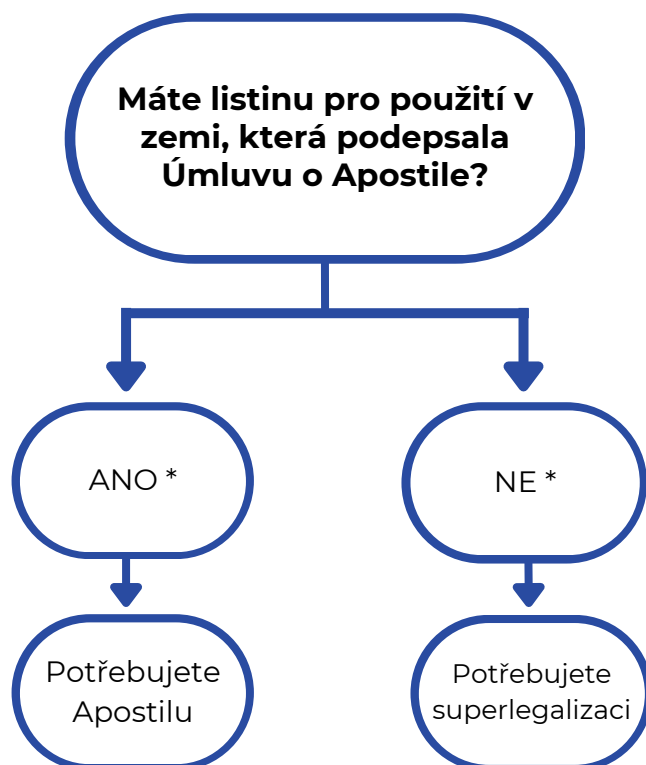 Máte listinu pro použití v
zemi, která podepsala
Úmluvu o Apostile?
ANO *
NE *
Potřebujete
Apostilu
Potřebujete
superlegalizaci